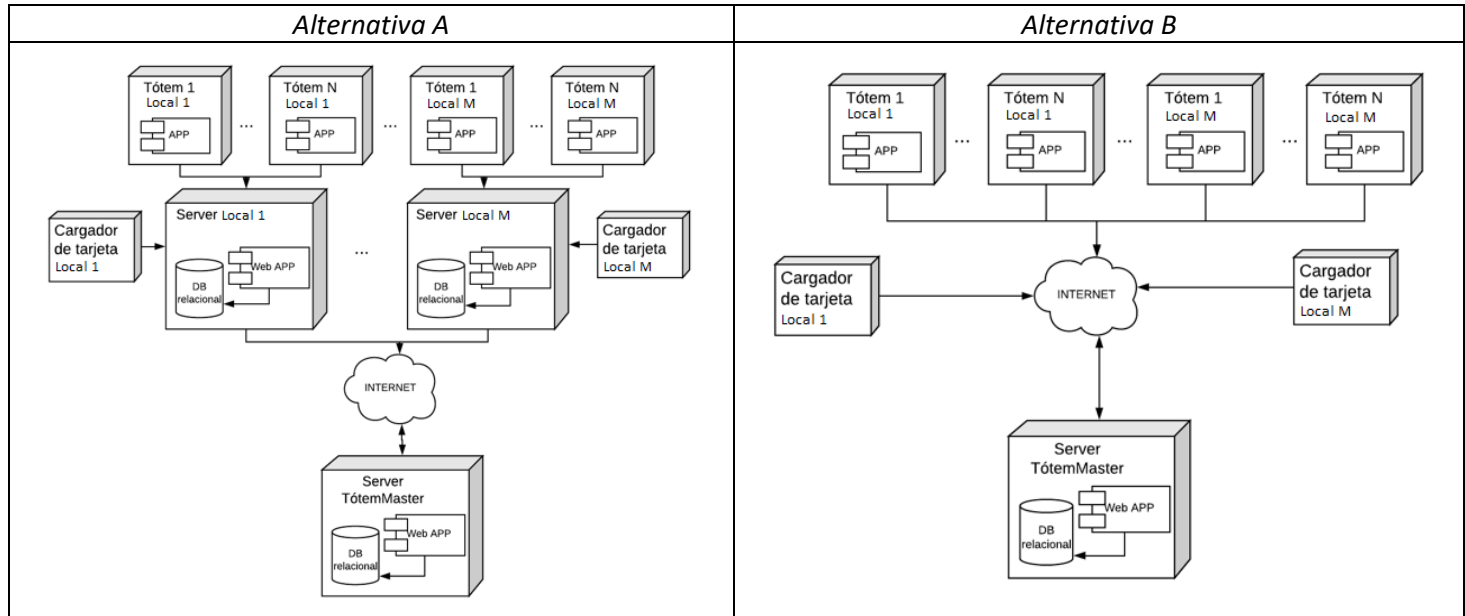 Alternativa A
Tótem 1
Local 1
APP
...
Tótem N
Local 1
APP
...
Tótem 1
Local M
APP
...
Tótem N
Local M
APP
Cargador
de tarjeta
Local 1
Server Local 1
Web APP
DB
relacional
...
Server Local M
Web APP
DB
relacional
Cargador
de tarjeta
Local M
INTERNET
Server
TótemMaster
Web APP
DB
relacional
Alternativa B
Tótem 1
Local 1
APP
...
Tótem N
Local 1
APP
...
Tótem 1
Local M
APP
...
Tótem N
Local M
APP
Cargador
de tarjeta
Local 1
INTERNET
Cargador
de tarjeta
Local M
Server
TótemMaster
Web APP
DB
relacional